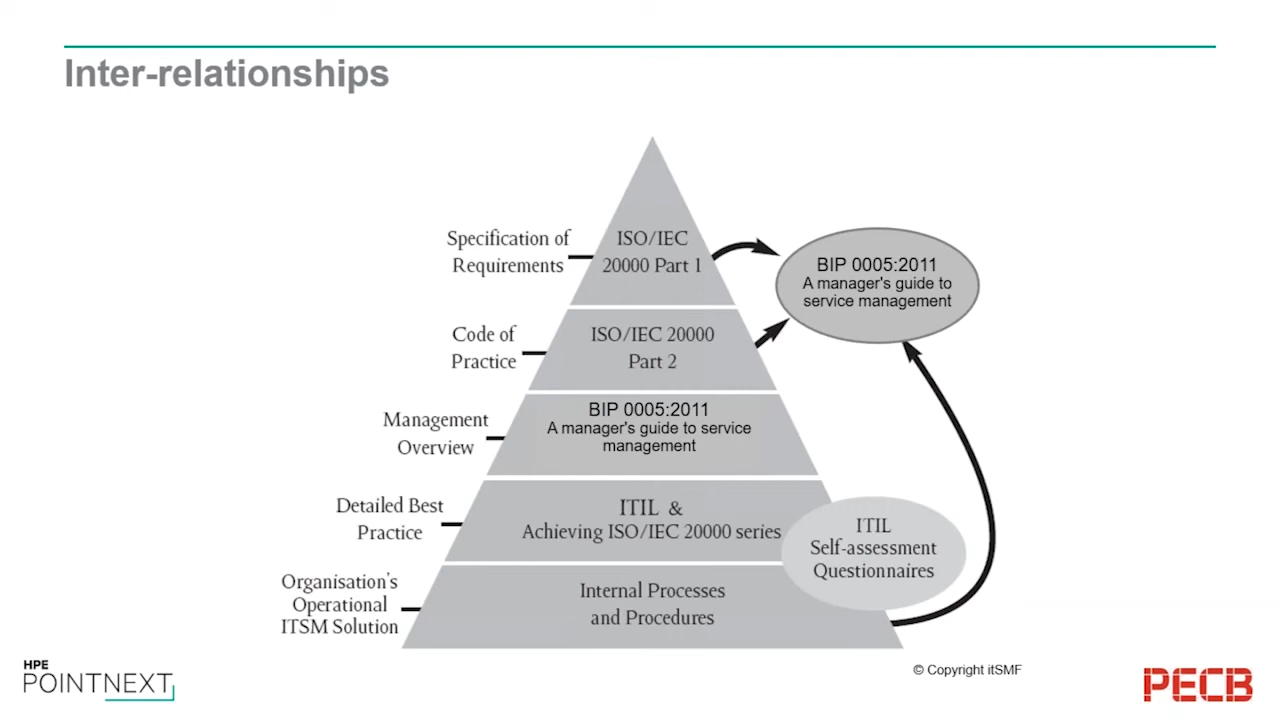 Inter-relationships
Specification of
Requirements
ISO/IEC
20000 Part 1
BIP 0005:2011
A manager's guide to
service management
Code of
Practice
ISO/IEC 20000
Part 2
Management
Overview
BIP 0005:2011
A manager's guide to service
management
Detailed Best
Practice
ITIL &
Achieving ISO/IEC 20000 series
ITIL
Self-assessment
Questionnaires
Organisation's
Operational
ITSM Solution
Internal Processes
and Procedures
© Copyright itSMF
HPE
POINTNEXT
PECB